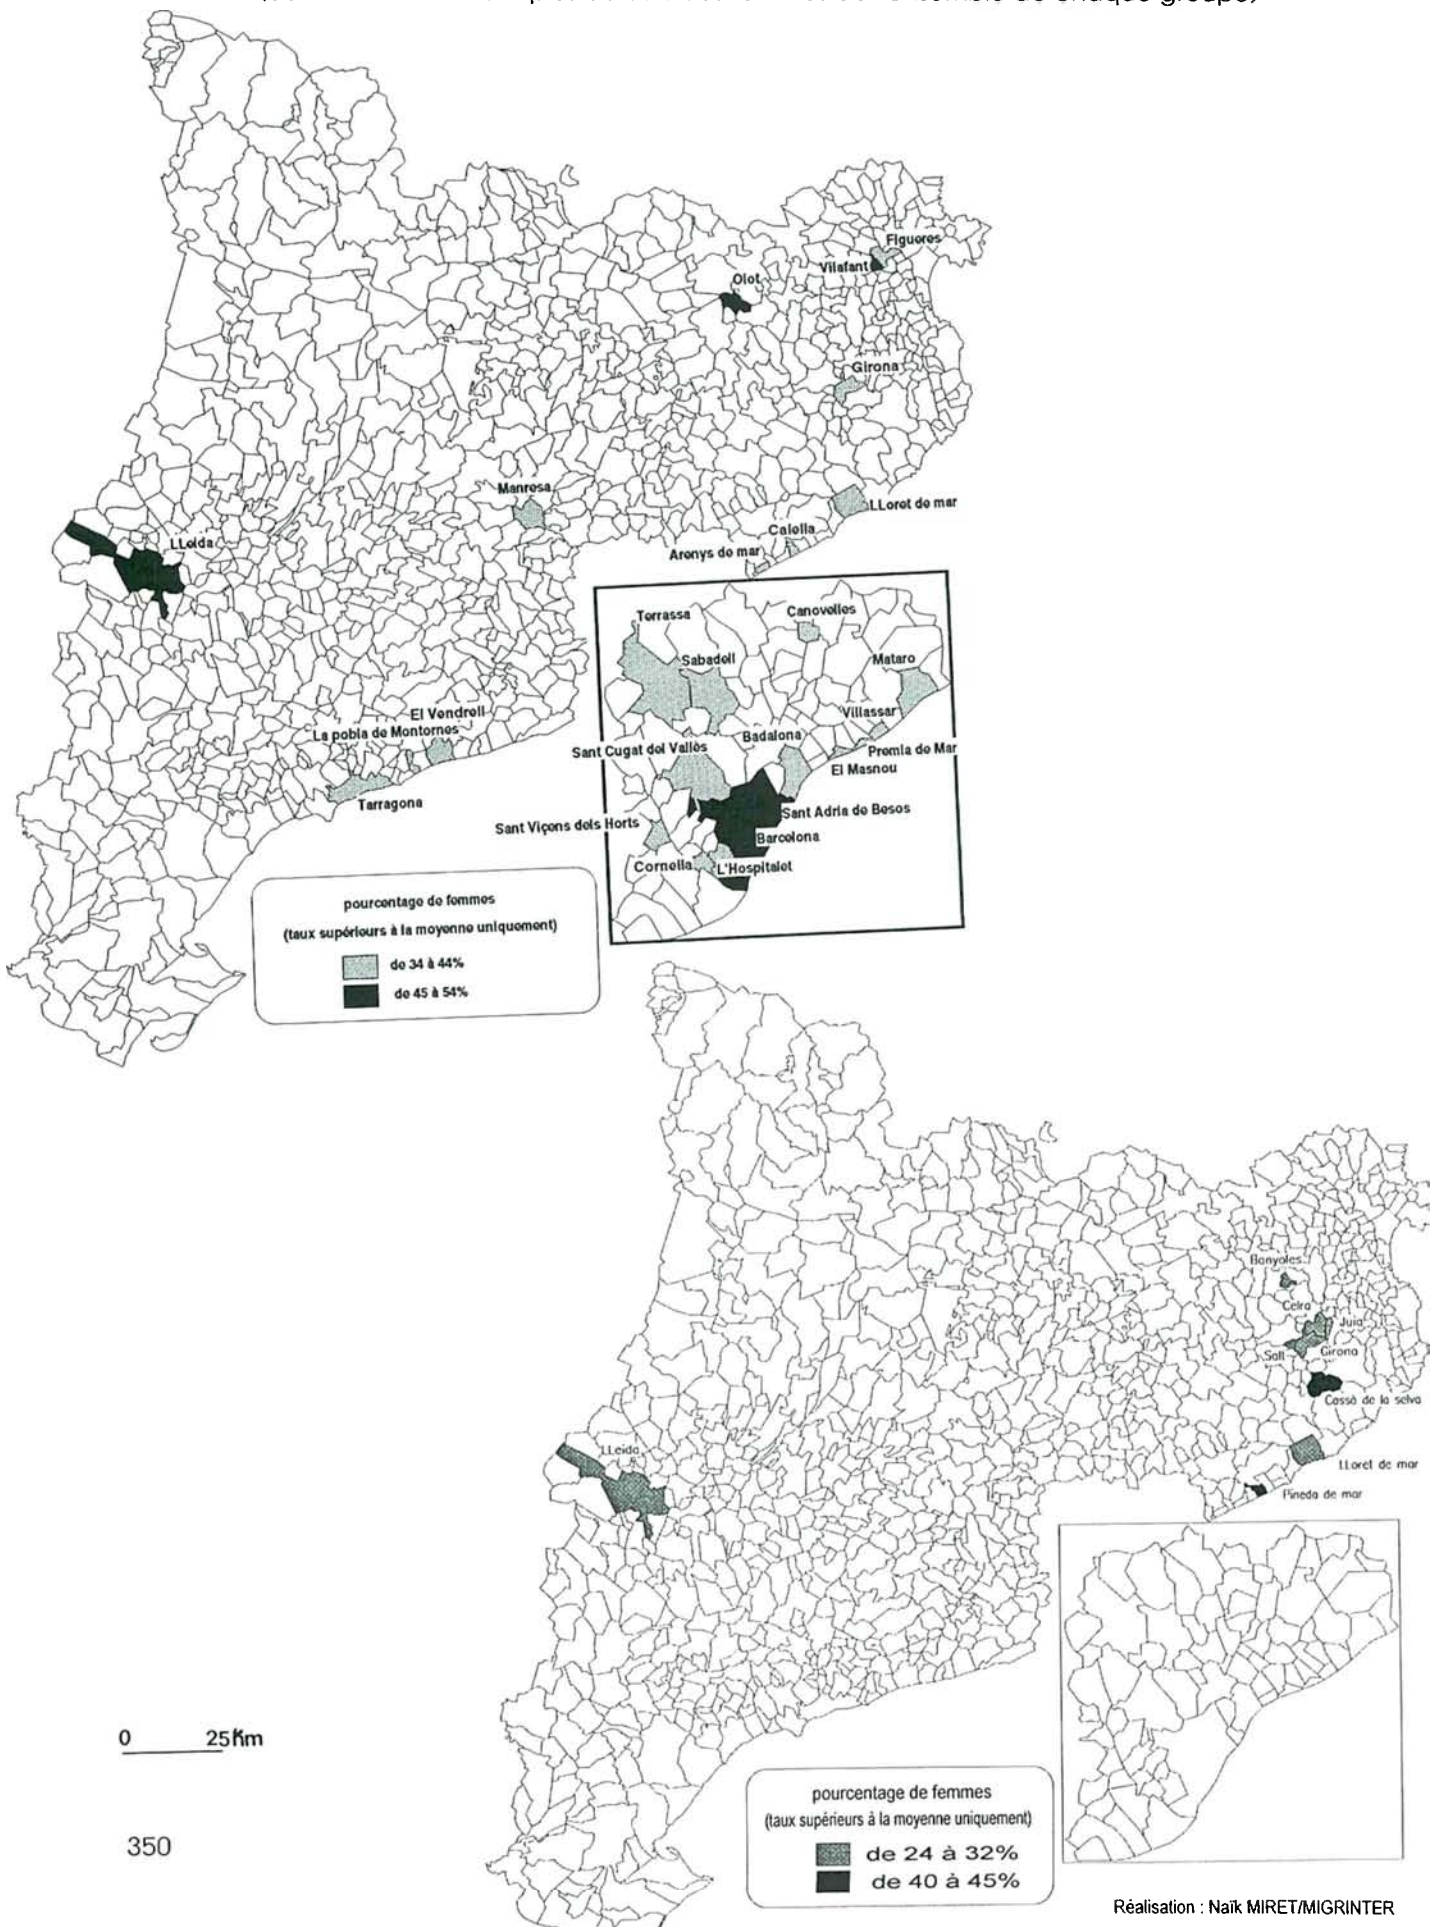 Figueres
Vilafant
Olot
Girona
Manresa
LLoret de mar
Calella
Arenys de mar
LLeida
Terrassa
Canovelles
Sabadell
Mataro
El Vendrell
Villassar
La pobla de Montornes
Badalona
Sant Cugat del Vallès
Premia de Mar
El Masnou
Tarragona
Sant Adria de Besos
Sant Viçens dels Horts
Barcelona
Cornella
L'Hospitalet
pourcentage de femmes
(taux supérieurs à la moyenne uniquement)
de 34 à 44%
de 45 à 54%
Banyoles
Celra
Juia
Salt
Girona
Cassà de la selva
LLeida
LLoret de mar
Pineda de mar
0 25Km
pourcentage de femmes
(taux supérieurs à la moyenne uniquement)
de 24 à 32%
de 40 à 45%
350
Réalisation : Naïk MIRET/MIGRINTER